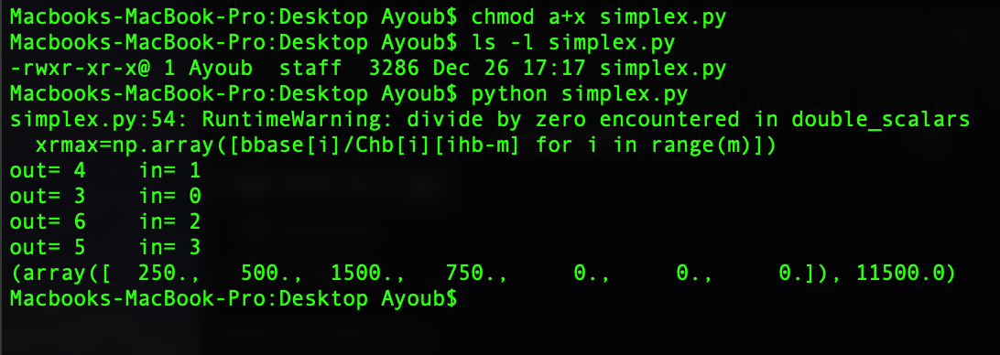 Macbooks-MacBook-Pro:Desktop Ayoub$ chmod a+x simplex.py
Macbooks-MacBook-Pro:Desktop Ayoub$ ls -l simplex.py
-rwxr-xr-x@ 1 Ayoub  staff  3286 Dec 26 17:17 simplex.py
Macbooks-MacBook-Pro:Desktop Ayoub$ python simplex.py
simplex.py:54: RuntimeWarning: divide by zero encountered in double_scalars
  xrmax=np.array([bbase[i]/Chb[i][ihb-m] for i in range(m)])
out= 4    in= 1
out= 3    in= 0
out= 6    in= 2
out= 5    in= 3
(array([  250.,   500.,  1500.,   750.,     0.,     0.,     0.]), 11500.0)
Macbooks-MacBook-Pro:Desktop Ayoub$